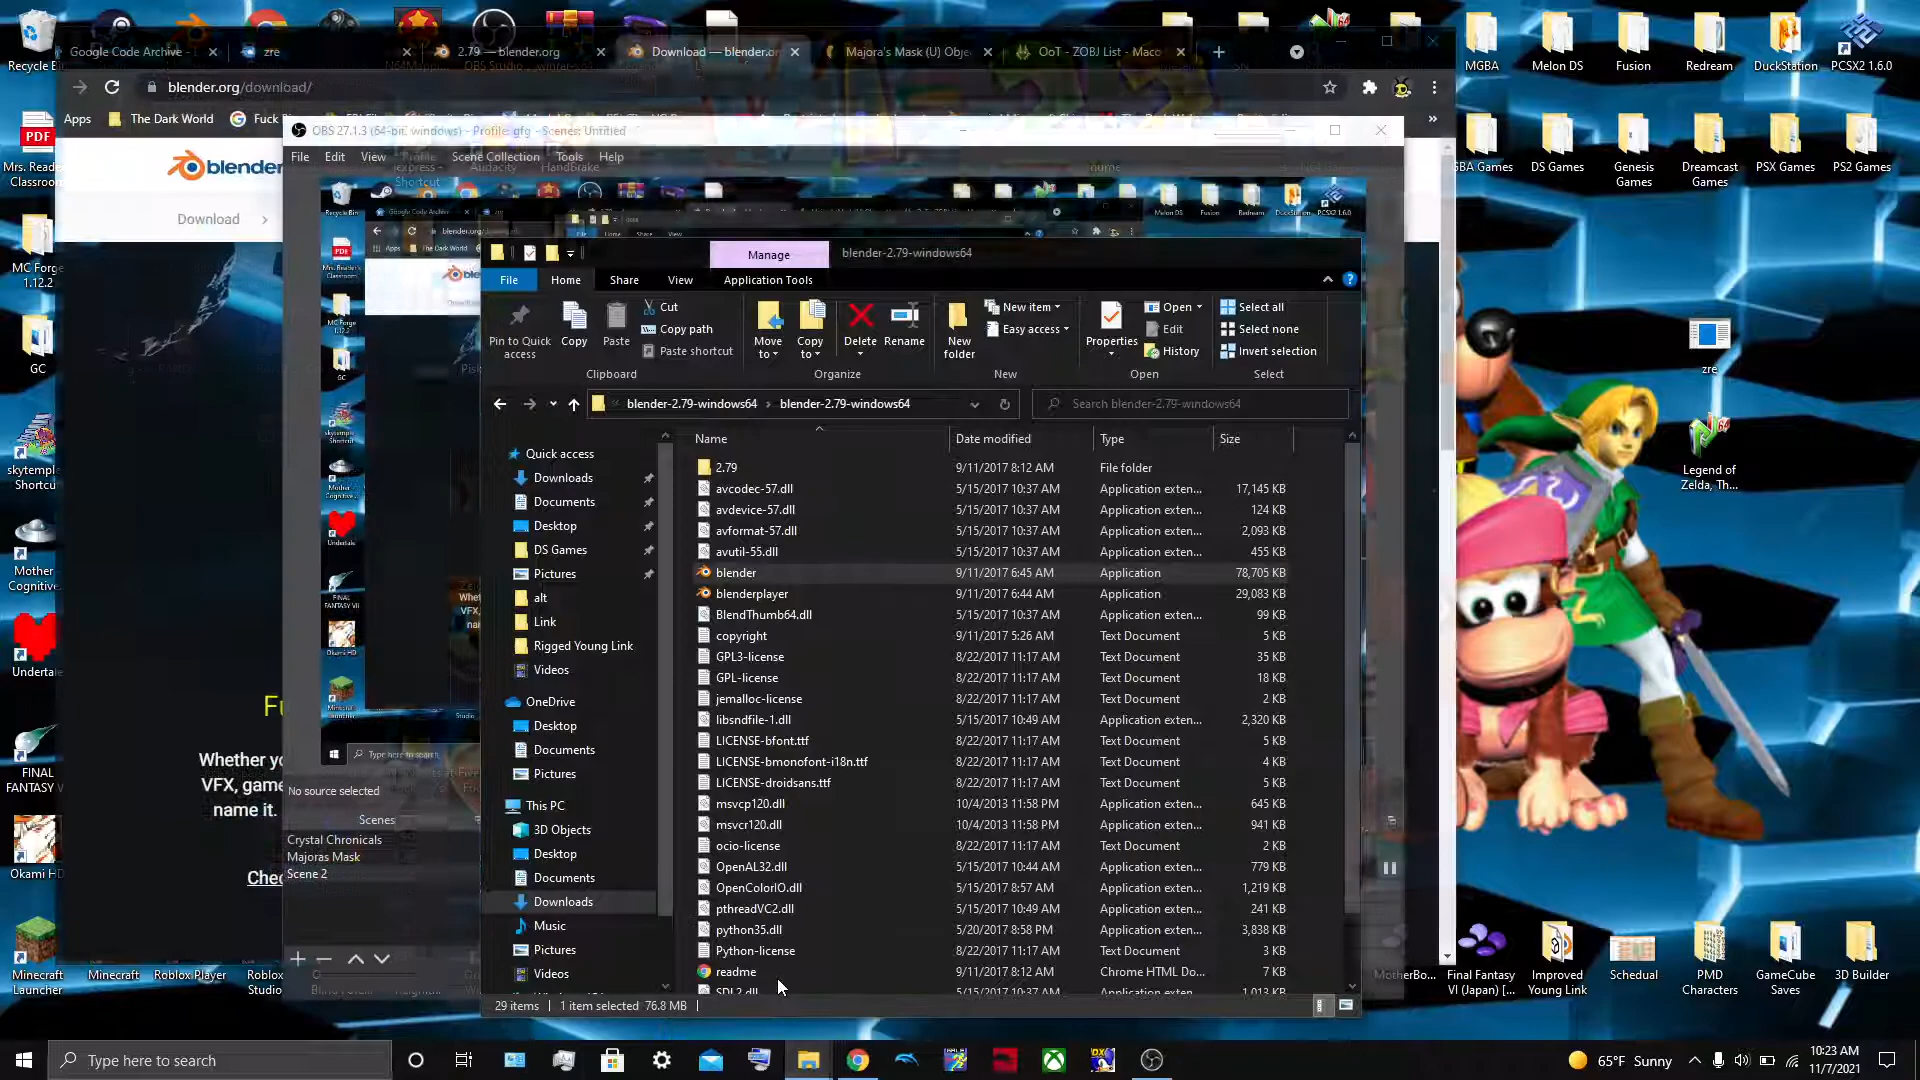 Recycle Bin
Google Code Archive -
zre
2.79 — blender.org
Download — blender.or
Majora's Mask (U) Obje
OoT - ZOBJ List - Maco
blender.org/download/
Apps
The Dark World
MGBA
Melon DS
Fusion
Redream
DuckStation
PCSX2 1.6.0
DS Games
Genesis Games
Dreamcast Games
PSX Games
PS2 Games
PDF
Mrs. Reade
Classroom
MC Forge
1.12.2
GC
skytempl
Shortcu
Mother
Cognitive
Undertale
FINAL
FANTASY V
Okami HD
Minecraft
Launcher
blender
Download
OBS 27.1.3 (64-bit, windows) - Profile: gfg - Scenes: Untitled
File
Edit
View
Profile
Scene Collection
Tools
Help
Manage
blender-2.79-windows64
File
Home
Share
View
Application Tools
Pin to Quick access
Copy
Paste
Cut
Copy path
Paste shortcut
Clipboard
Move to
Copy to
Delete
Rename
Organize
New folder
New item
Easy access
New
Properties
Open
Edit
History
Open
Select all
Select none
Invert selection
Select
blender-2.79-windows64
blender-2.79-windows64
Search blender-2.79-windows64
Quick access
Downloads
Documents
Desktop
DS Games
Pictures
alt
Link
Rigged Young Link
Videos
OneDrive
Desktop
Documents
Pictures
This PC
3D Objects
Desktop
Documents
Downloads
Music
Pictures
Videos
Name Date modified Type Size
2.79 9/11/2017 8:12 AM File folder
avcodec-57.dll 5/15/2017 10:37 AM Application exten... 17,145 KB
avdevice-57.dll 5/15/2017 10:37 AM Application exten... 124 KB
avformat-57.dll 5/15/2017 10:37 AM Application exten... 2,093 KB
avutil-55.dll 5/15/2017 10:37 AM Application exten... 455 KB
blender 9/11/2017 6:45 AM Application 78,705 KB
blenderplayer 9/11/2017 6:44 AM Application 29,083 KB
BlendThumb64.dll 5/15/2017 10:37 AM Application exten... 99 KB
copyright 9/11/2017 5:26 AM Text Document 5 KB
GPL3-license 8/22/2017 11:17 AM Text Document 35 KB
GPL-license 8/22/2017 11:17 AM Text Document 18 KB
jemalloc-license 8/22/2017 11:17 AM Text Document 2 KB
libsndfile-1.dll 5/15/2017 10:49 AM Application exten... 2,320 KB
LICENSE-bfont.ttf 8/22/2017 11:17 AM Text Document 5 KB
LICENSE-bmonofont-i18n.ttf 8/22/2017 11:17 AM Text Document 4 KB
LICENSE-droidsans.ttf 8/22/2017 11:17 AM Text Document 5 KB
msvcp120.dll 10/4/2013 11:58 PM Application exten... 645 KB
msvcr120.dll 10/4/2013 11:58 PM Application exten... 941 KB
ocio-license 8/22/2017 11:17 AM Text Document 2 KB
OpenAL32.dll 5/15/2017 10:44 AM Application exten... 779 KB
OpenColorIO.dll 5/15/2017 8:57 AM Application exten... 1,219 KB
pthreadVC2.dll 5/15/2017 10:49 AM Application exten... 241 KB
python35.dll 5/20/2017 8:58 PM Application exten... 3,838 KB
Python-license 8/22/2017 11:17 AM Text Document 3 KB
readme 9/11/2017 8:12 AM Chrome HTML Do... 7 KB
SDL2.dll 5/15/2017 10:37 AM Application exten... 1,013 KB
29 items
1 item selected 76.8 MB
Whether yo
VFX, game
name it.
No source selected
Scenes
Crystal Chronicals
Majoras Mask
Scene 2
zre
Legend of
Zelda, Th...
Minecraft
Roblox Player
Roblox
Studio
MotherBo...
Final Fantasy
VI (Japan) [...
Improved
Young Link
Schedual
PMD
Characters
GameCube
Saves
3D Builder
Type here to search
65°F Sunny
10:23 AM
11/7/2021